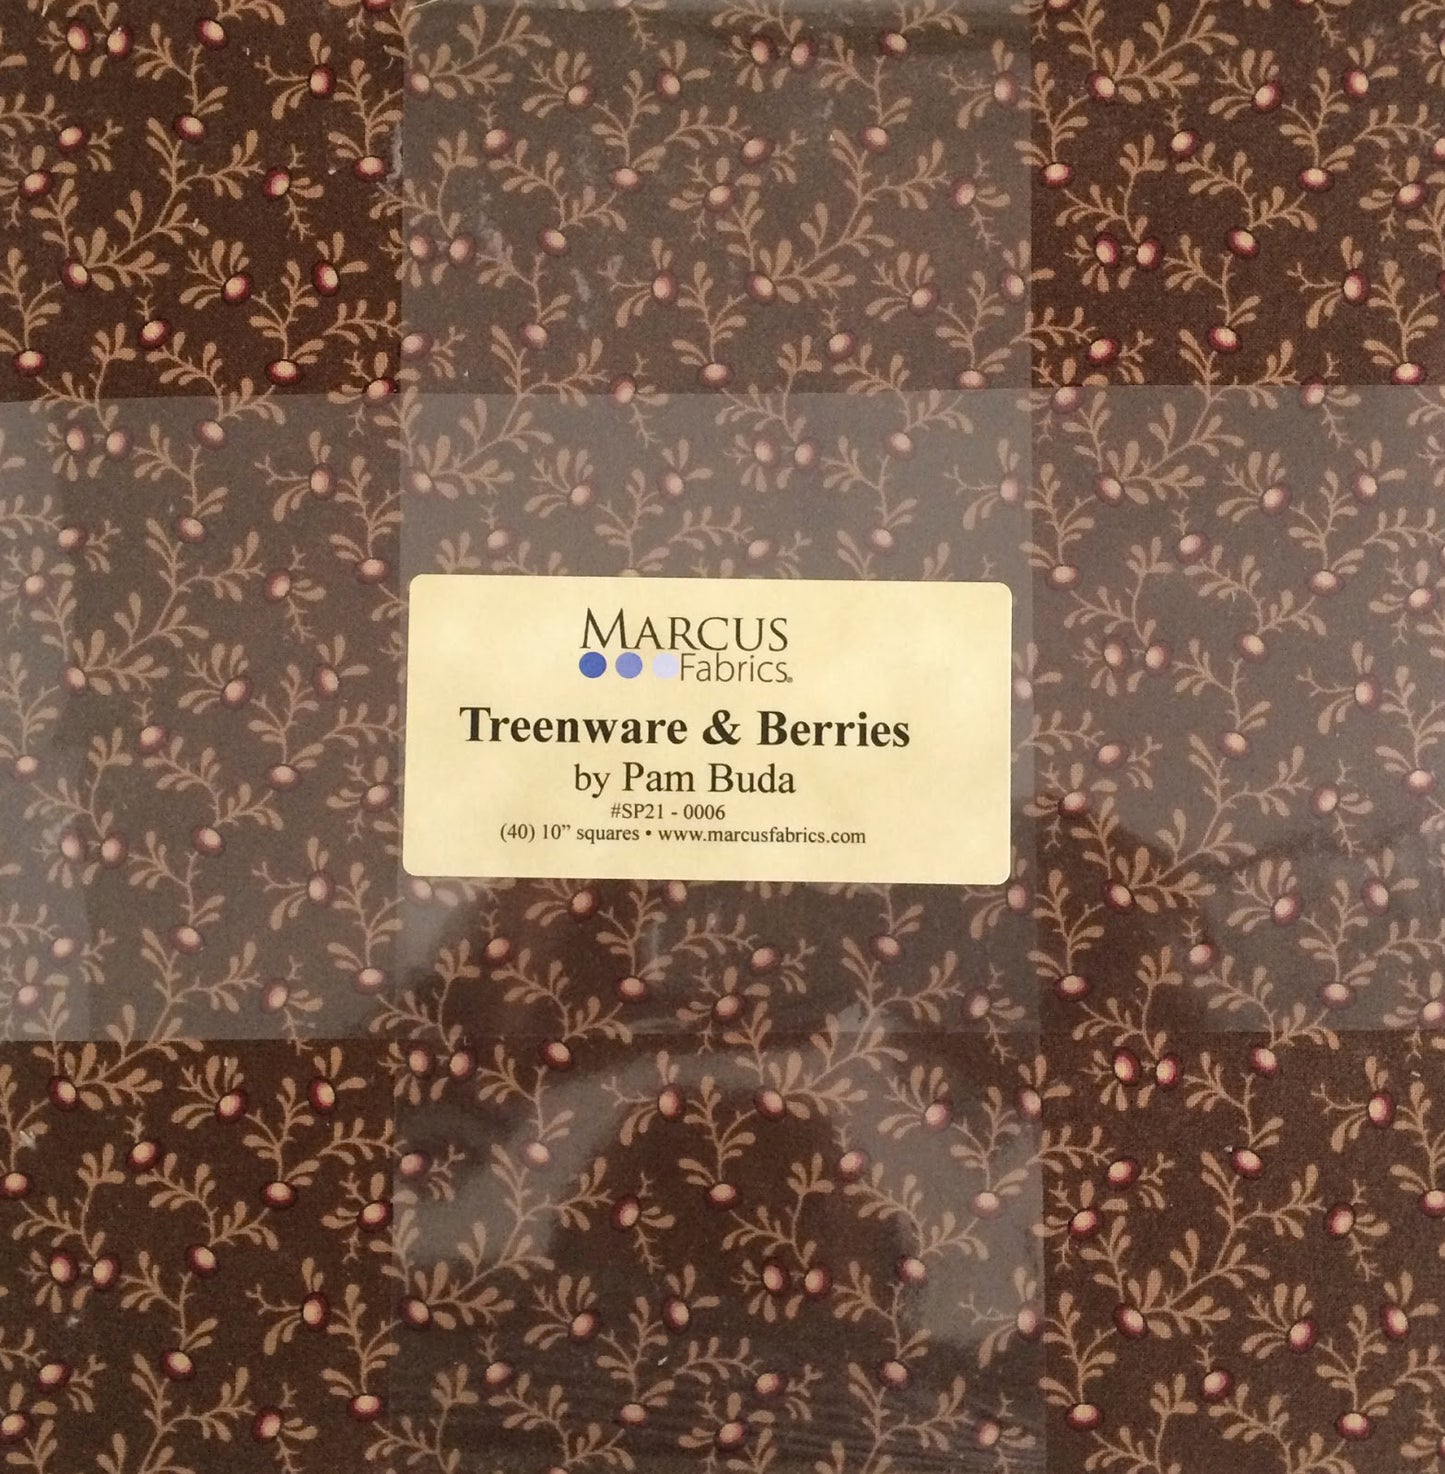 MARCUS
Fabrics®
Treenware & Berries
by Pam Buda
#SP21 - 0006
(40) 10” squares • www.marcusfabrics.com